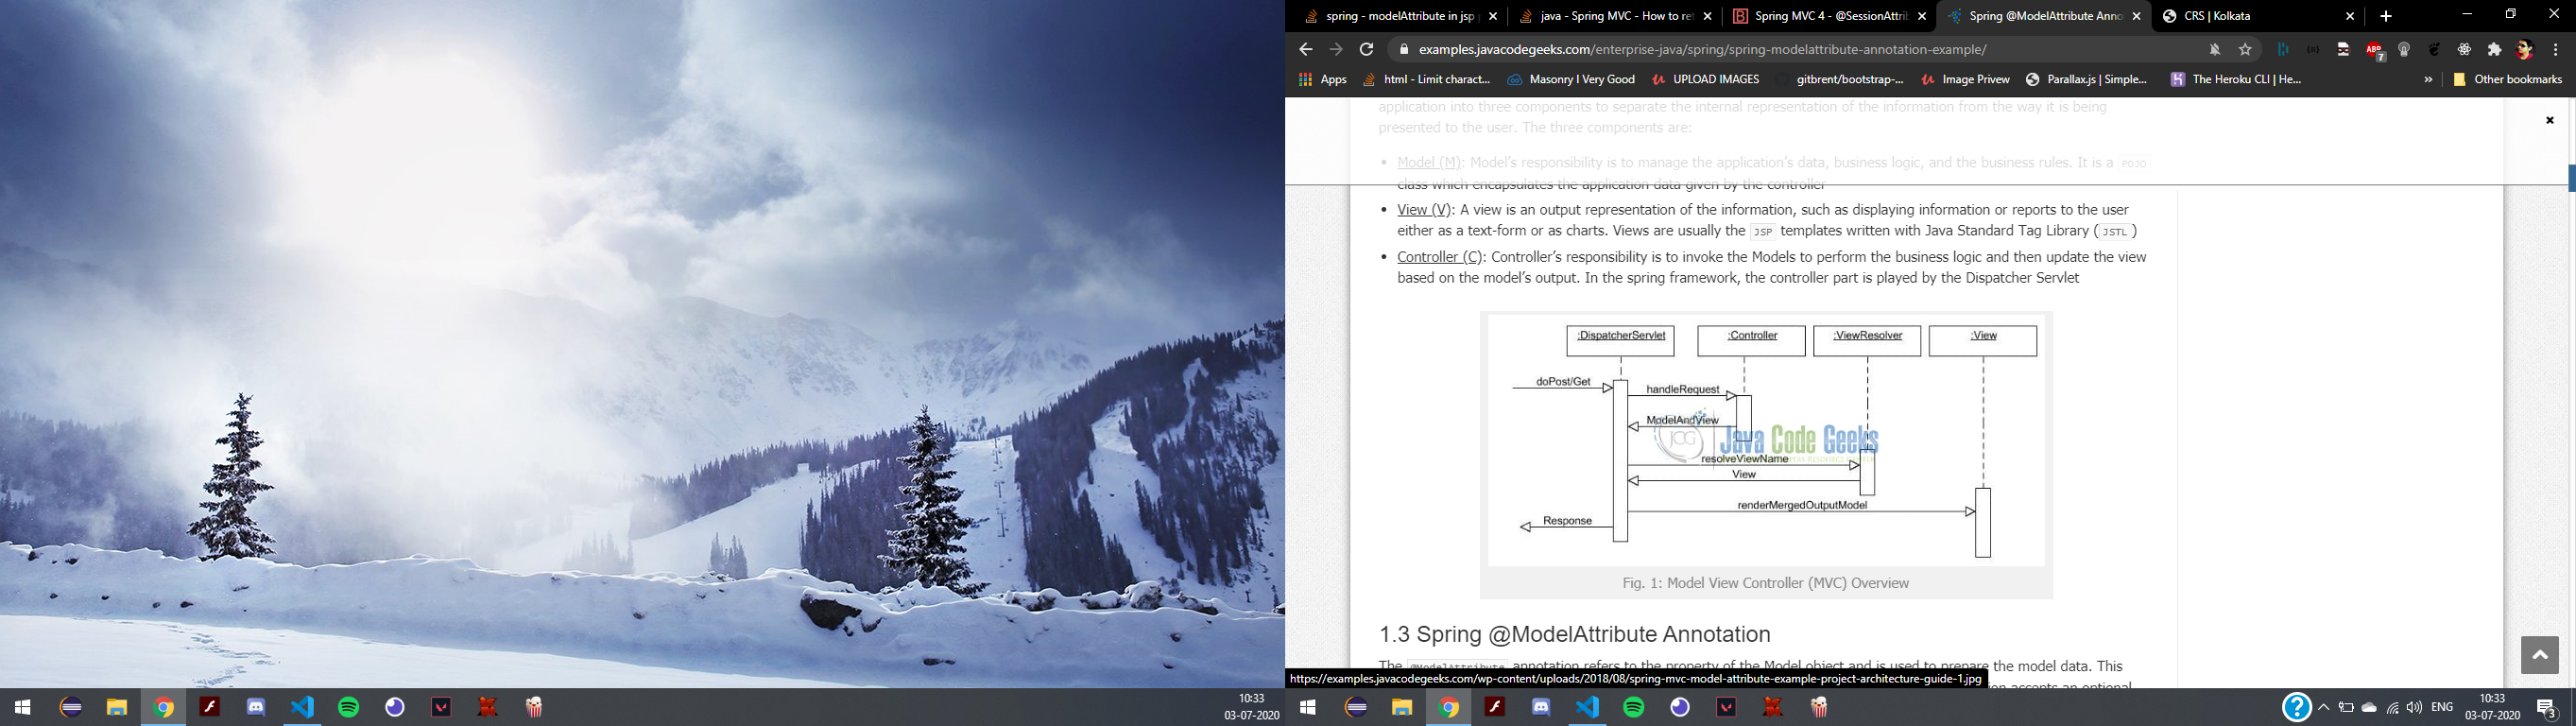 spring - modelAttribute in jsp
java - Spring MVC - How to ret
Spring MVC 4 - @SessionAttrib
Spring @ModelAttribute Anno
CRS | Kolkata
examples.javacodegeeks.com/enterprise-java/spring/spring-modelattribute-annotation-example/
ABP
7
Apps
html - Limit charact...
Masonry I Very Good
UPLOAD IMAGES
gitbrent/bootstrap-...
Image Privew
Parallax.js | Simple...
The Heroku CLI | He...
»
Other bookmarks
application into three components to separate the internal representation of the information from the way it is being
presented to the user. The three components are:
• Model (M): Model's responsibility is to manage the application's data, business logic, and the business rules. It is a POJO
class which encapsulates the application data given by the controller
• View (V): A view is an output representation of the information, such as displaying information or reports to the user
either as a text-form or as charts. Views are usually the JSP templates written with Java Standard Tag Library (JSTL)
• Controller (C): Controller's responsibility is to invoke the Models to perform the business logic and then update the view
based on the model's output. In the spring framework, the controller part is played by the Dispatcher Servlet
:DispatcherServlet
:Controller
:ViewResolver
:View
doPost/Get
handleRequest
ModelAndView
JCG
Java Code Geeks
resolveViewName
View
renderMergedOutputModel
Response
Fig. 1: Model View Controller (MVC) Overview
1.3 Spring @ModelAttribute Annotation
The @ModelAttribute annotation refers to the property of the Model object and is used to prepare the model data. This
https://examples.javacodegeeks.com/wp-content/uploads/2018/08/spring-mvc-model-attribute-example-project-architecture-guide-1.jpg
accepts an optional
10:33
03-07-2020
ENG
10:33
03-07-2020
3